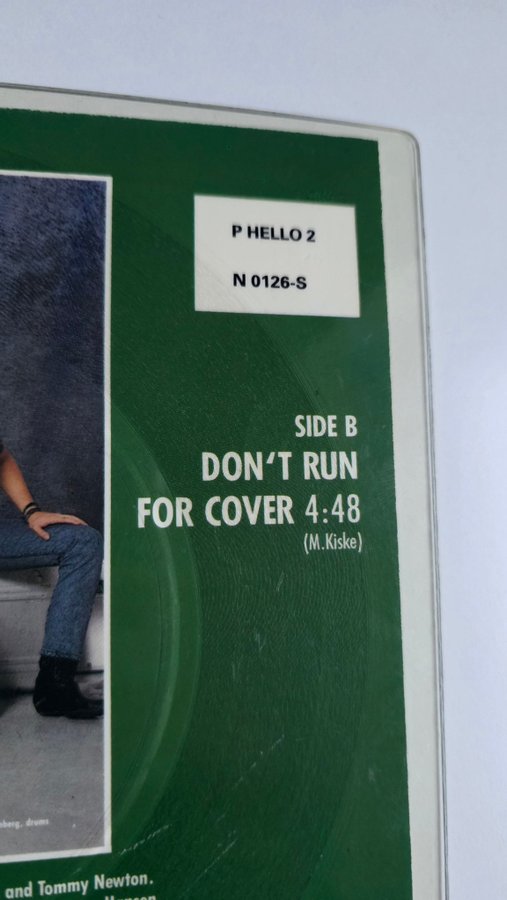 P HELLO 2
N 0126-S
SIDE B
DON'T RUN
FOR COVER 4:48
(M.Kiske)
drums
and Tommy Newton.